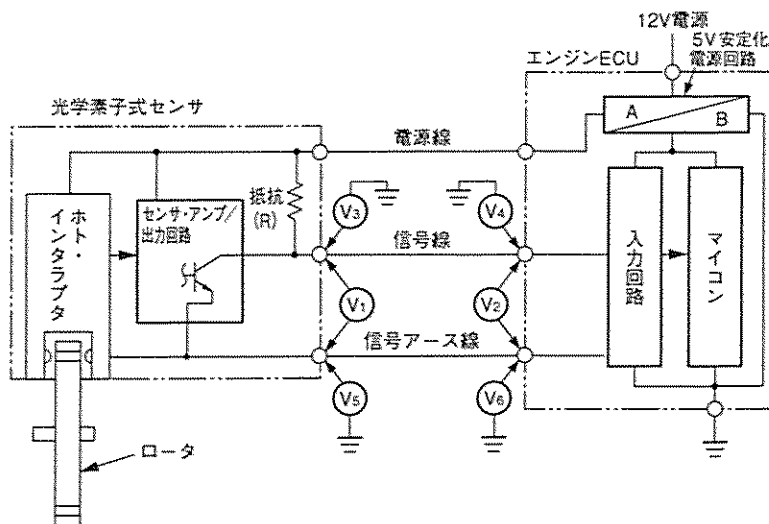 12V電源
5V安定化
電源回路
エンジンECU
A
B
光学素子式センサ
電源線
抵抗
(R)
ホト・
インタラプタ
センサ・アンプ/
出力回路
V3
V4
信号線
入力回路
マイコン
V1
V2
信号アース線
V5
V6
ロータ